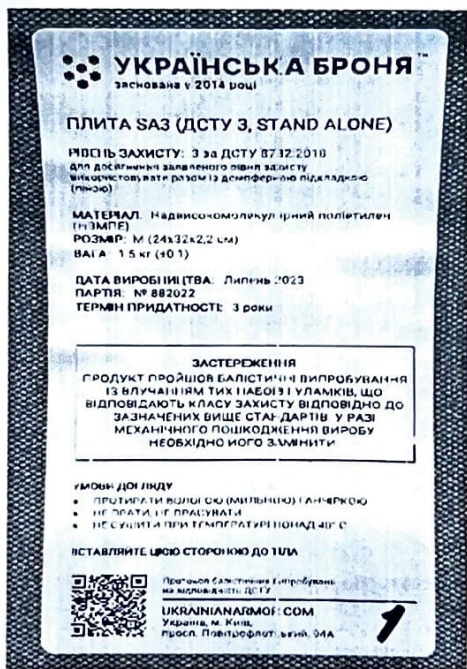 УКРАЇНСЬКА БРОНЯ™
заснована у 2014 році
ПЛИТА SA3 (ДСТУ 3, STAND ALONE)
РІВЕНЬ ЗАХИСТУ: 3 за ДСТУ 8782:2018
для досягнення заявленого рівня захисту
використовувати разом із демпферною підкладкою
(піною)
МАТЕРІАЛ: Надвисокомолекулярний поліетилен
(НВМПЕ)
РОЗМІР: M (24x32x2,2 см)
ВАГА: 1.5 кг (±0.1)
ДАТА ВИРОБНИЦТВА: Липень 2023
ПАРТІЯ: № 882022
ТЕРМІН ПРИДАТНОСТІ: 3 роки
ЗАСТЕРЕЖЕННЯ
ПРОДУКТ ПРОЙШОВ БАЛІСТИЧНІ ВИПРОБУВАННЯ
ІЗ ВЛУЧАННЯМ ТИХ НАБОЇВ І УЛАМКІВ, ЩО
ВІДПОВІДАЮТЬ КЛАСУ ЗАХИСТУ ВІДПОВІДНО ДО
ЗАЗНАЧЕНИХ ВИЩЕ СТАНДАРТІВ. У РАЗІ
МЕХАНІЧНОГО ПОШКОДЖЕННЯ ВИРОБУ
НЕОБХІДНО ЙОГО ЗАМІНИТИ
УМОВИ ДОГЛЯДУ
• ПРОТИРАТИ ВОЛОГОЮ (МИЛЬНОЮ) ГАНЧІРКОЮ
• НЕ ПРАТИ, НЕ ПРАСУВАТИ
• НЕ СУШИТИ ПРИ ТЕМПЕРАТУРІ ПОНАД 40° C
ВСТАВЛЯЙТЕ ЦІЄЮ СТОРОНОЮ ДО ТІЛА
Протокол балістичних випробувань
на відповідність ДСТУ
UKRAINIANARMOR.COM
Україна, м. Київ,
просп. Повітрофлотський, 94А
1